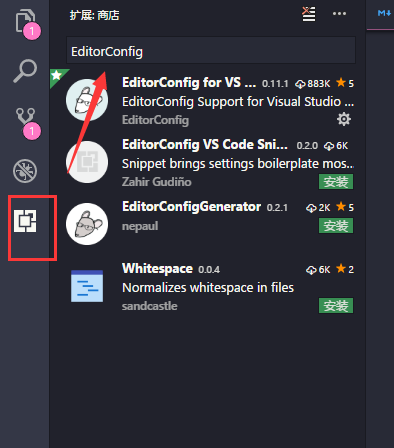 扩展: 商店
M↓
1
EditorConfig
EditorConfig for VS ... 0.11.1 883K 5
EditorConfig Support for Visual Studio ...
EditorConfig
1
EditorConfig VS Code Sni... 0.2.0 6K
Snippet brings settings boilerplate mos...
Zahir Gudiño 安装
EditorConfigGenerator 0.2.1 2K 5
nepaul 安装
Whitespace 0.0.4 6K 2
Normalizes whitespace in files
sandcastle 安装